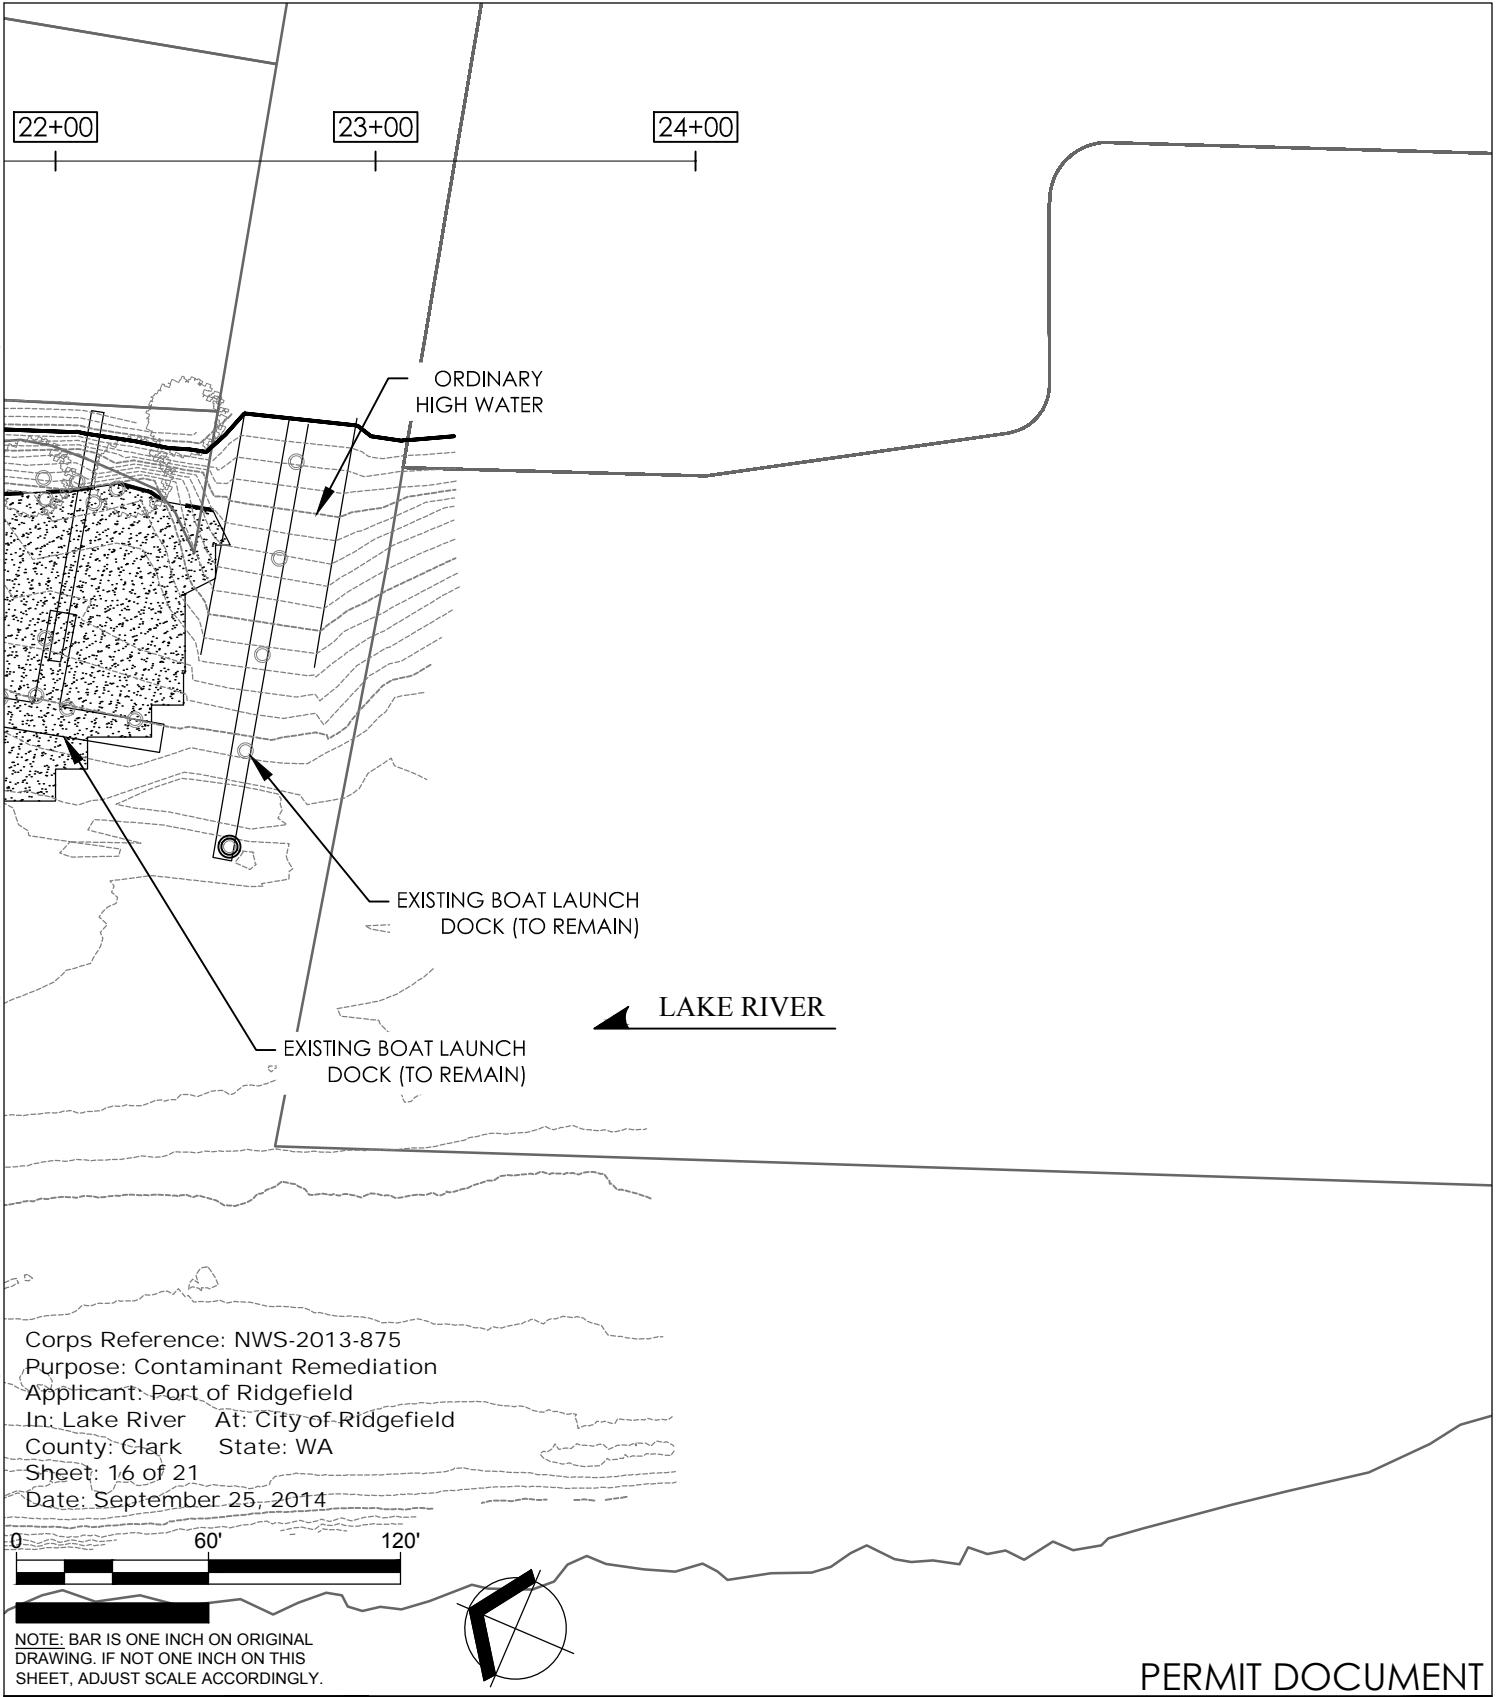 22+00
23+00
24+00
ORDINARY
HIGH WATER
EXISTING BOAT LAUNCH
DOCK (TO REMAIN)
LAKE RIVER
EXISTING BOAT LAUNCH
DOCK (TO REMAIN)
Corps Reference: NWS-2013-875
Purpose: Contaminant Remediation
Applicant: Port of Ridgefield
In: Lake River At: City of Ridgefield
County: Clark State: WA
Sheet: 16 of 21
Date: September 25, 2014
0 60' 120'
NOTE: BAR IS ONE INCH ON ORIGINAL
DRAWING. IF NOT ONE INCH ON THIS
SHEET, ADJUST SCALE ACCORDINGLY.
PERMIT DOCUMENT